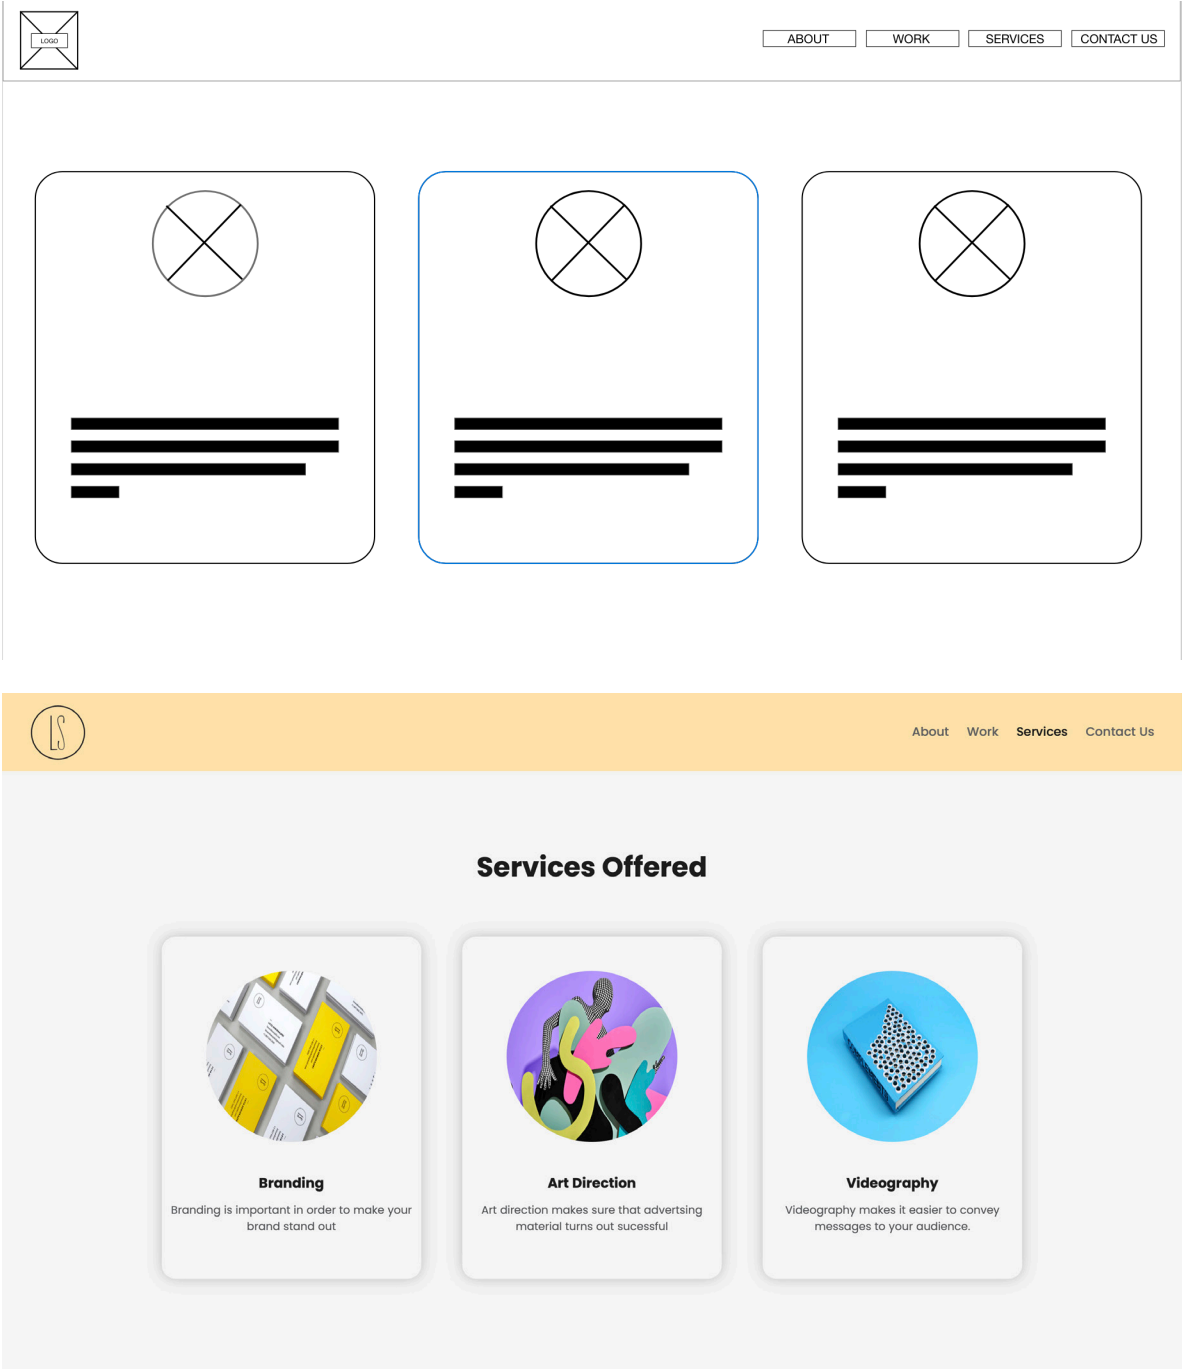 LOGO
ABOUT
WORK
SERVICES
CONTACT US
LS
About
Work
Services
Contact Us
Services Offered
Branding
Branding is important in order to make your
brand stand out
Art Direction
Art direction makes sure that advertsing
material turns out sucessful
Videography
Videography makes it easier to convey
messages to your audience.